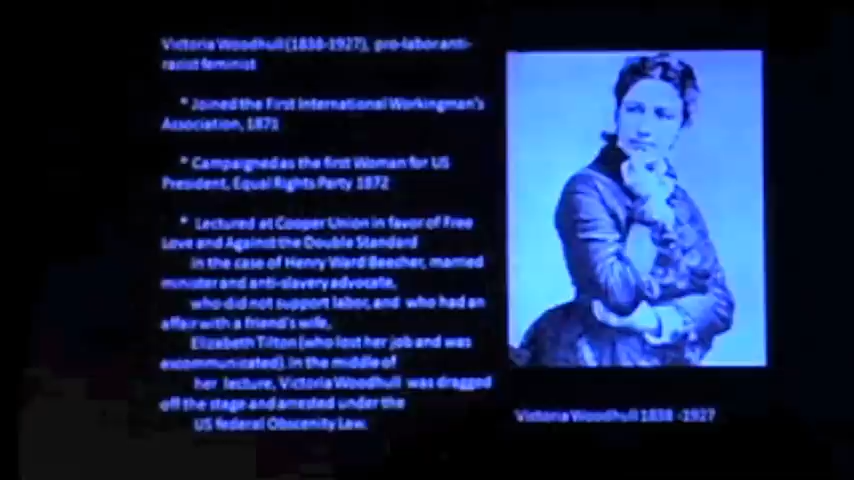 Victoria Woodhull (1838-1927), pro-labor anti-
racist feminist
* Joined the First International Workingman's
Association, 1871
* Campaigned as the first Woman for US
President, Equal Rights Party 1872
* Lectured at Cooper Union in favor of Free
Love and Against the Double Standard
in the case of Henry Ward Beecher, married
minister and anti-slavery advocate,
who did not support labor, and who had an
affair with a friend's wife,
Elizabeth Tilton (who lost her job and was
excommunicated). In the middle of
her lecture, Victoria Woodhull was dragged
off the stage and arrested under the
US federal Obscenity Law.
Victoria Woodhull 1838 -1927